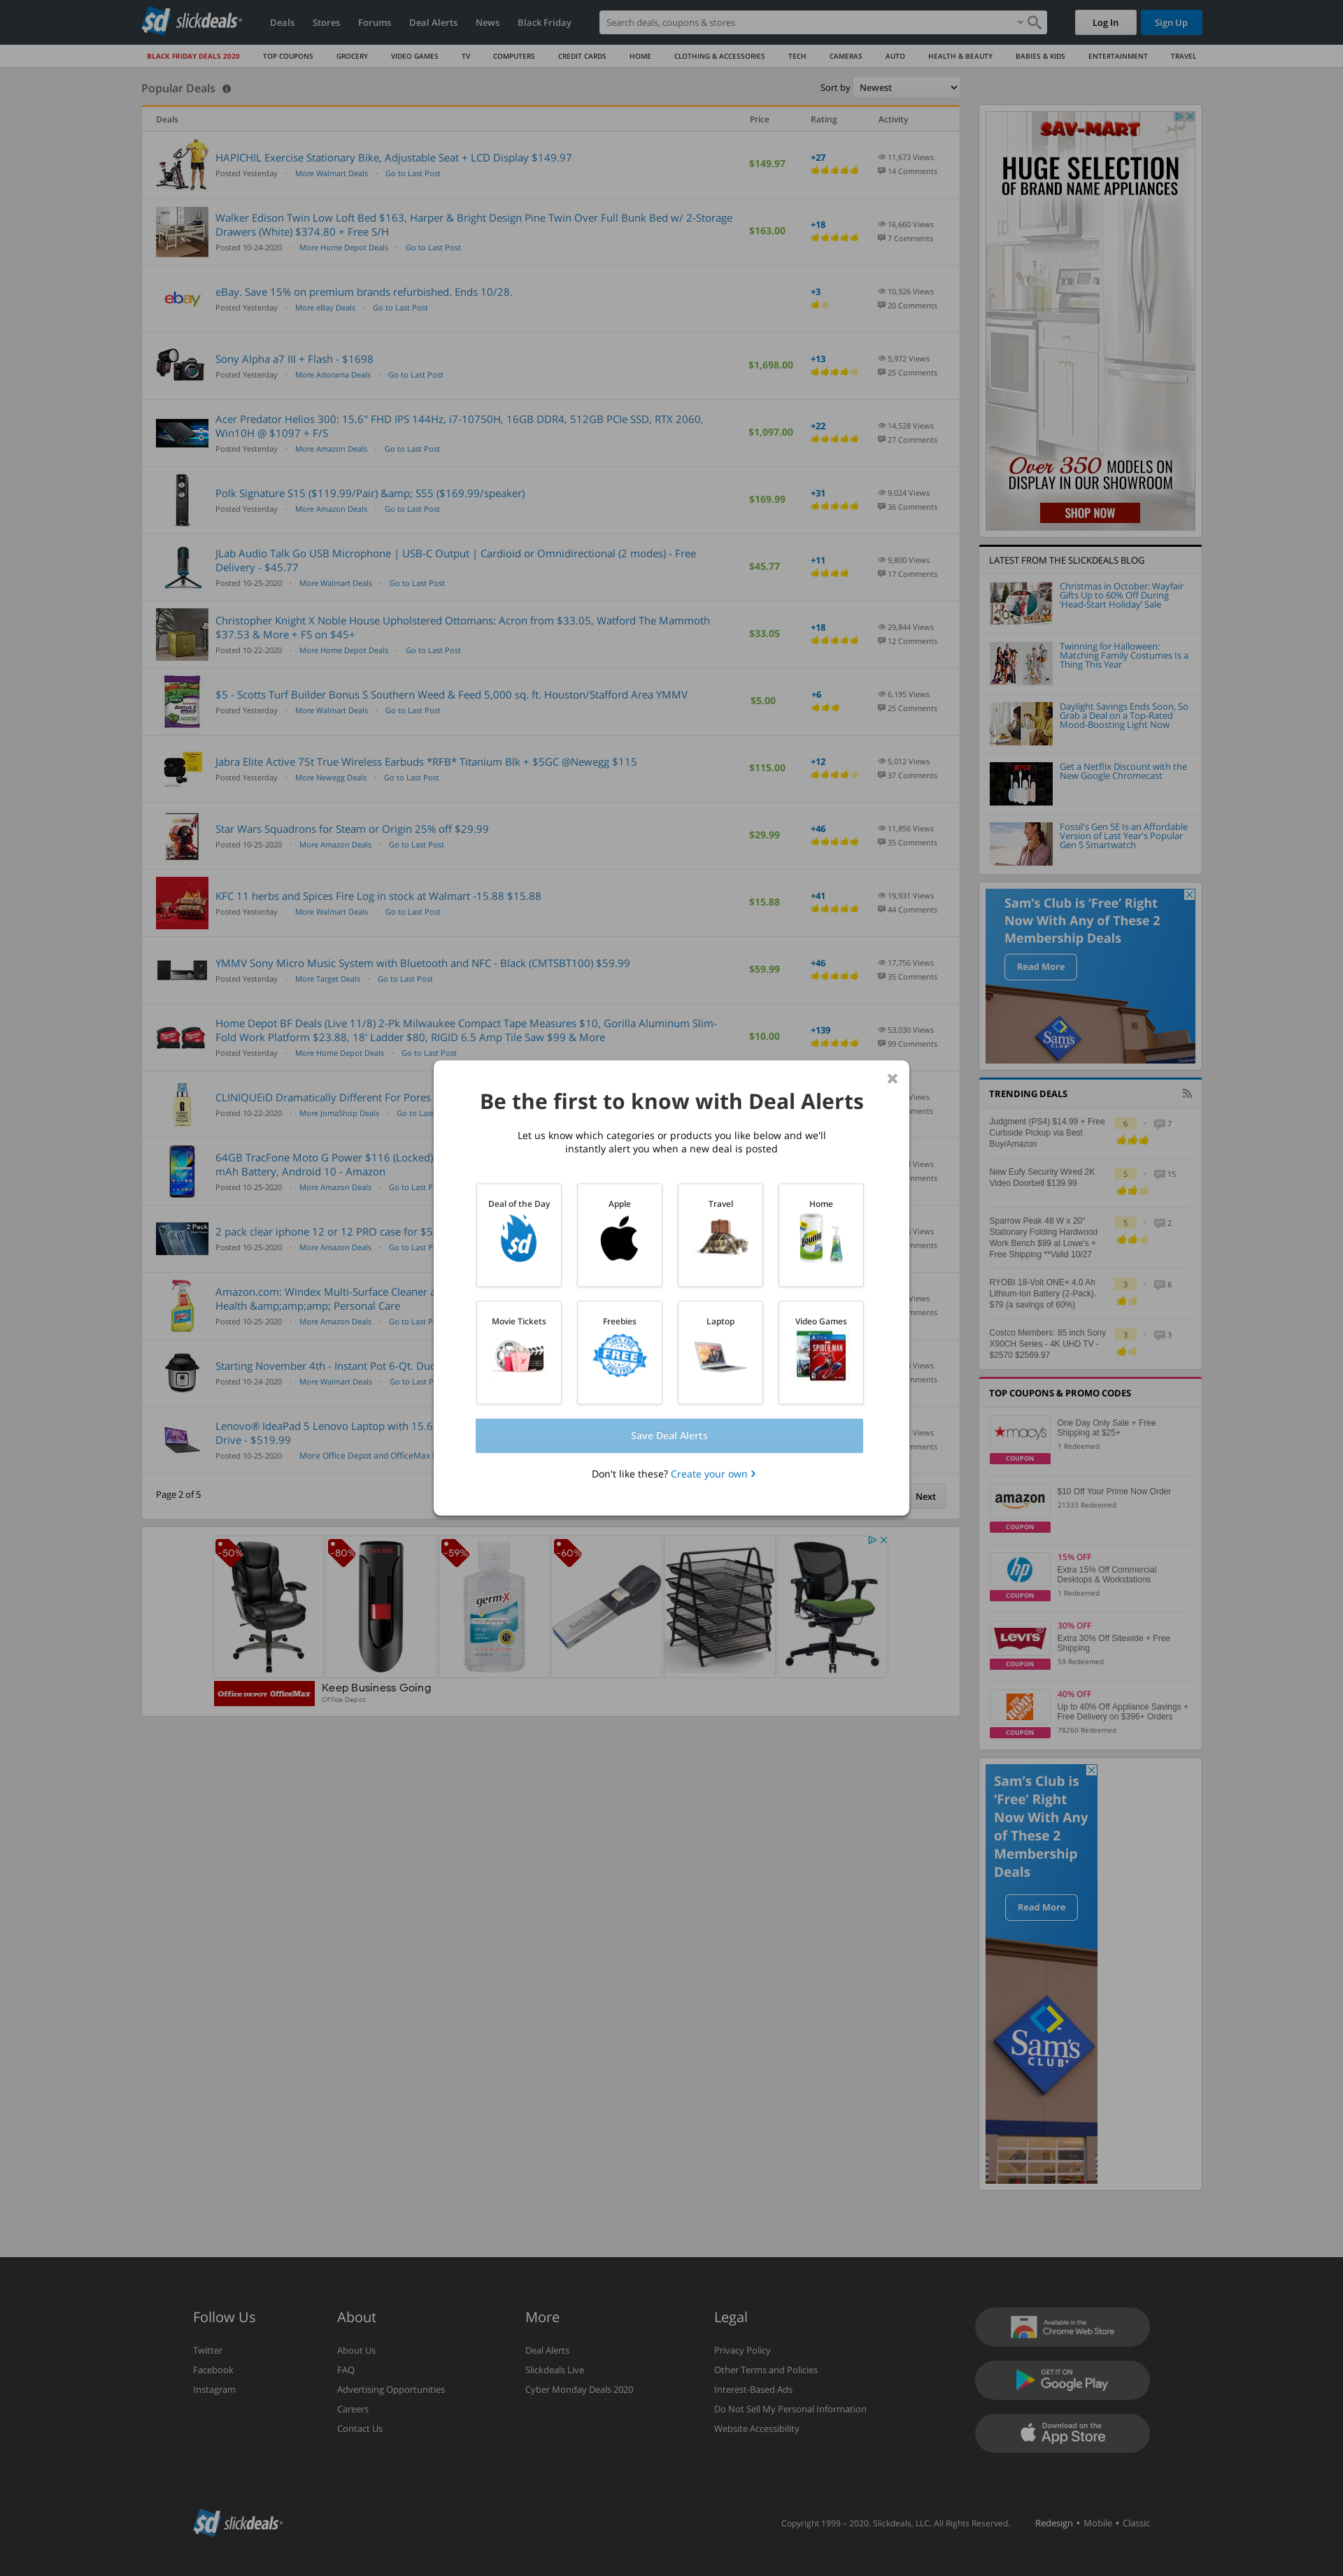 slickdeals
Deals
Stores
Forums
Deal Alerts
News
Black Friday
Search deals, coupons & stores
Log In
Sign Up
BLACK FRIDAY DEALS 2020
TOP COUPONS
GROCERY
VIDEO GAMES
TV
COMPUTERS
CREDIT CARDS
HOME
CLOTHING & ACCESSORIES
TECH
CAMERAS
AUTO
HEALTH & BEAUTY
BABIES & KIDS
ENTERTAINMENT
TRAVEL
Popular Deals
Sort by Newest
Deals
Price
Rating
Activity
HAPICHIL Exercise Stationary Bike, Adjustable Seat + LCD Display $149.97
Posted Yesterday · More Walmart Deals · Go to Last Post
$149.97
+27
11,673 Views
14 Comments
Walker Edison Twin Low Loft Bed $163, Harper & Bright Design Pine Twin Over Full Bunk Bed w/ 2-Storage
Drawers (White) $374.80 + Free S/H
Posted 10-24-2020 · More Home Depot Deals · Go to Last Post
$163.00
+18
16,660 Views
7 Comments
ebay
eBay. Save 15% on premium brands refurbished. Ends 10/28.
Posted Yesterday · More eBay Deals · Go to Last Post
+3
10,926 Views
20 Comments
Sony Alpha a7 III + Flash - $1698
Posted Yesterday · More Adorama Deals · Go to Last Post
$1,698.00
+13
5,972 Views
25 Comments
Acer Predator Helios 300: 15.6" FHD IPS 144Hz, i7-10750H, 16GB DDR4, 512GB PCIe SSD, RTX 2060,
Win10H @ $1097 + F/S
Posted Yesterday · More Amazon Deals · Go to Last Post
$1,097.00
+22
14,528 Views
27 Comments
Polk Signature S15 ($119.99/Pair) &amp; S55 ($169.99/speaker)
Posted Yesterday · More Amazon Deals · Go to Last Post
$169.99
+31
9,024 Views
36 Comments
JLab Audio Talk Go USB Microphone | USB-C Output | Cardioid or Omnidirectional (2 modes) - Free
Delivery - $45.77
Posted 10-25-2020 · More Walmart Deals · Go to Last Post
$45.77
+11
9,800 Views
17 Comments
Christopher Knight X Noble House Upholstered Ottomans: Acron from $33.05, Watford The Mammoth
$37.53 & More + FS on $45+
Posted 10-22-2020 · More Home Depot Deals · Go to Last Post
$33.05
+18
29,844 Views
12 Comments
$5 - Scotts Turf Builder Bonus S Southern Weed & Feed 5,000 sq. ft. Houston/Stafford Area YMMV
Posted Yesterday · More Walmart Deals · Go to Last Post
$5.00
+6
6,195 Views
25 Comments
Jabra Elite Active 75t True Wireless Earbuds *RFB* Titanium Blk + $5GC @Newegg $115
Posted Yesterday · More Newegg Deals · Go to Last Post
$115.00
+12
5,012 Views
37 Comments
Star Wars Squadrons for Steam or Origin 25% off $29.99
Posted 10-25-2020 · More Amazon Deals · Go to Last Post
$29.99
+46
11,856 Views
35 Comments
KFC 11 herbs and Spices Fire Log in stock at Walmart -15.88 $15.88
Posted Yesterday · More Walmart Deals · Go to Last Post
$15.88
+41
19,931 Views
44 Comments
YMMV Sony Micro Music System with Bluetooth and NFC - Black (CMTSBT100) $59.99
Posted Yesterday · More Target Deals · Go to Last Post
$59.99
+46
17,756 Views
35 Comments
Home Depot BF Deals (Live 11/8) 2-Pk Milwaukee Compact Tape Measures $10, Gorilla Aluminum Slim-
Fold Work Platform $23.88, 18' Ladder $80, RIGID 6.5 Amp Tile Saw $99 & More
Posted Yesterday · More Home Depot Deals · Go to Last Post
$10.00
+139
53,030 Views
99 Comments
CLINIQUEiD Dramatically Different For Pores
Posted 10-22-2020 · More JomaShop Deals · Go to Last
64GB TracFone Moto G Power $116 (Locked)
mAh Battery, Android 10 - Amazon
Posted 10-25-2020 · More Amazon Deals · Go to Last P
2 Pack
2 pack clear iphone 12 or 12 PRO case for $5
Posted 10-25-2020 · More Amazon Deals · Go to Last P
Amazon.com: Windex Multi-Surface Cleaner a
Health &amp;amp;amp; Personal Care
Posted 10-25-2020 · More Amazon Deals · Go to Last P
Starting November 4th - Instant Pot 6-Qt. Duo
Posted 10-24-2020 · More Walmart Deals · Go to Last P
Lenovo® IdeaPad 5 Lenovo Laptop with 15.6
Drive - $519.99
Posted 10-25-2020 · More Office Depot and OfficeMax
Page 2 of 5
Next
Be the first to know with Deal Alerts
Let us know which categories or products you like below and we'll
instantly alert you when a new deal is posted
Deal of the Day
Apple
Travel
Home
Movie Tickets
Freebies
FREE
Laptop
Video Games
Save Deal Alerts
Don't like these? Create your own
-50%
-80%
-59%
-60%
germ-X
SanDisk
Office DEPOT OfficeMax
Keep Business Going
Office Depot
SAV-MART
HUGE SELECTION
OF BRAND NAME APPLIANCES
Over 350 MODELS ON
DISPLAY IN OUR SHOWROOM
SHOP NOW
LATEST FROM THE SLICKDEALS BLOG
Christmas in October: Wayfair
Gifts Up to 60% Off During
'Head-Start Holiday' Sale
Twinning for Halloween:
Matching Family Costumes Is a
Thing This Year
Daylight Savings Ends Soon, So
Grab a Deal on a Top-Rated
Mood-Boosting Light Now
NETFLIX
Get a Netflix Discount with the
New Google Chromecast
Fossil's Gen 5E Is an Affordable
Version of Last Year's Popular
Gen 5 Smartwatch
Sam's Club is 'Free' Right
Now With Any of These 2
Membership Deals
Read More
Sam's
CLUB
TRENDING DEALS
Judgment (PS4) $14.99 + Free
Curbside Pickup via Best
Buy/Amazon
6 · 7
New Eufy Security Wired 2K
Video Doorbell $139.99
5 · 15
Sparrow Peak 48 W x 20"
Stationary Folding Hardwood
Work Bench $99 at Lowe's +
Free Shipping **Valid 10/27
5 · 2
RYOBI 18-Volt ONE+ 4.0 Ah
Lithium-Ion Battery (2-Pack).
$79 (a savings of 60%)
3 · 8
Costco Members: 85 inch Sony
X90CH Series - 4K UHD TV -
$2570 $2569.97
3 · 3
TOP COUPONS & PROMO CODES
macys
COUPON
One Day Only Sale + Free
Shipping at $25+
1 Redeemed
amazon
COUPON
$10 Off Your Prime Now Order
21333 Redeemed
hp
COUPON
15% OFF
Extra 15% Off Commercial
Desktops & Workstations
1 Redeemed
LEVI'S
COUPON
30% OFF
Extra 30% Off Sitewide + Free
Shipping
59 Redeemed
THE HOME DEPOT
COUPON
40% OFF
Up to 40% Off Appliance Savings +
Free Delivery on $396+ Orders
78260 Redeemed
Sam's Club is
'Free' Right
Now With Any
of These 2
Membership
Deals
Read More
Sam's
CLUB
Follow Us
Twitter
Facebook
Instagram
About
About Us
FAQ
Advertising Opportunities
Careers
Contact Us
More
Deal Alerts
Slickdeals Live
Cyber Monday Deals 2020
Legal
Privacy Policy
Other Terms and Policies
Interest-Based Ads
Do Not Sell My Personal Information
Website Accessibility
Available in the
Chrome Web Store
GET IT ON
Google Play
Download on the
App Store
slickdeals
Copyright 1999 – 2020. Slickdeals, LLC. All Rights Reserved.
Redesign • Mobile • Classic